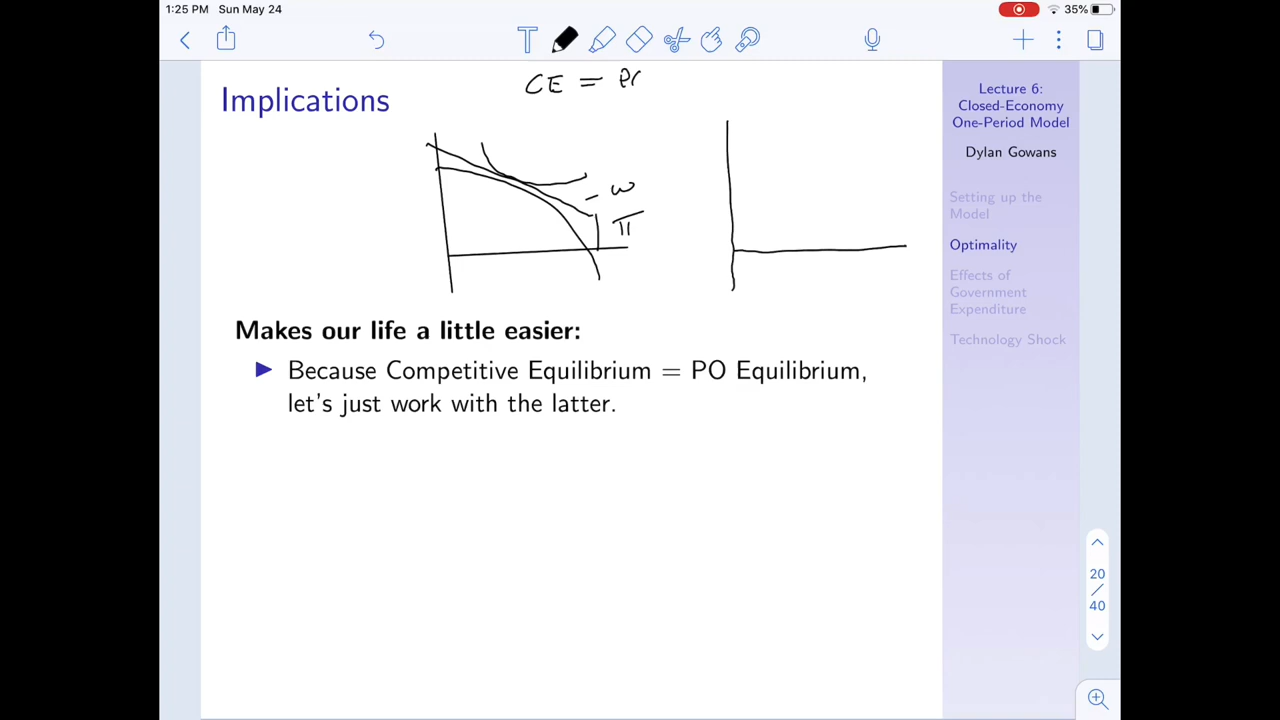 1:25 PM Sun May 24
35%
CE = PO
Implications
-w
π
Makes our life a little easier:
▶ Because Competitive Equilibrium = PO Equilibrium,
let's just work with the latter.
Lecture 6:
Closed-Economy
One-Period Model
Dylan Gowans
Setting up the
Model
Optimality
Effects of
Government
Expenditure
Technology Shock
20
/
40